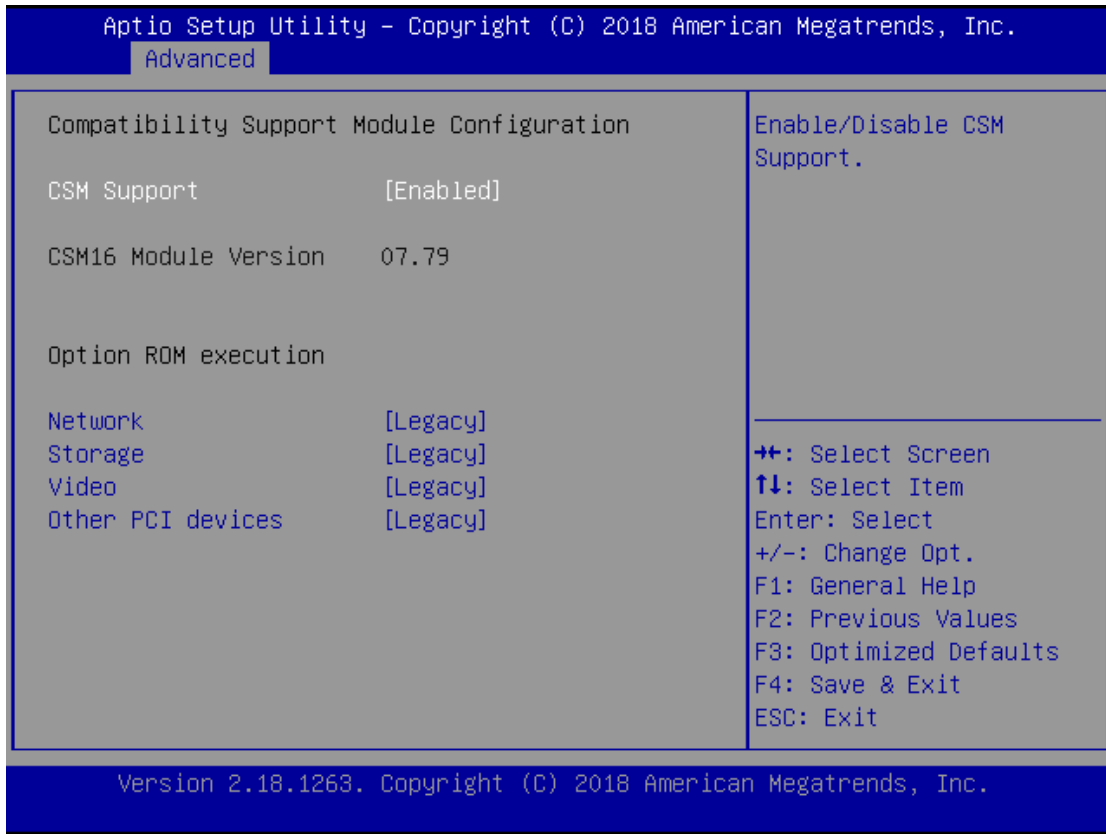 Aptio Setup Utility – Copyright (C) 2018 American Megatrends, Inc.
Advanced
Compatibility Support Module Configuration
CSM Support [Enabled]
CSM16 Module Version 07.79
Option ROM execution
Network [Legacy]
Storage [Legacy]
Video [Legacy]
Other PCI devices [Legacy]
Enable/Disable CSM
Support.
→←: Select Screen
↑↓: Select Item
Enter: Select
+/-: Change Opt.
F1: General Help
F2: Previous Values
F3: Optimized Defaults
F4: Save & Exit
ESC: Exit
Version 2.18.1263. Copyright (C) 2018 American Megatrends, Inc.